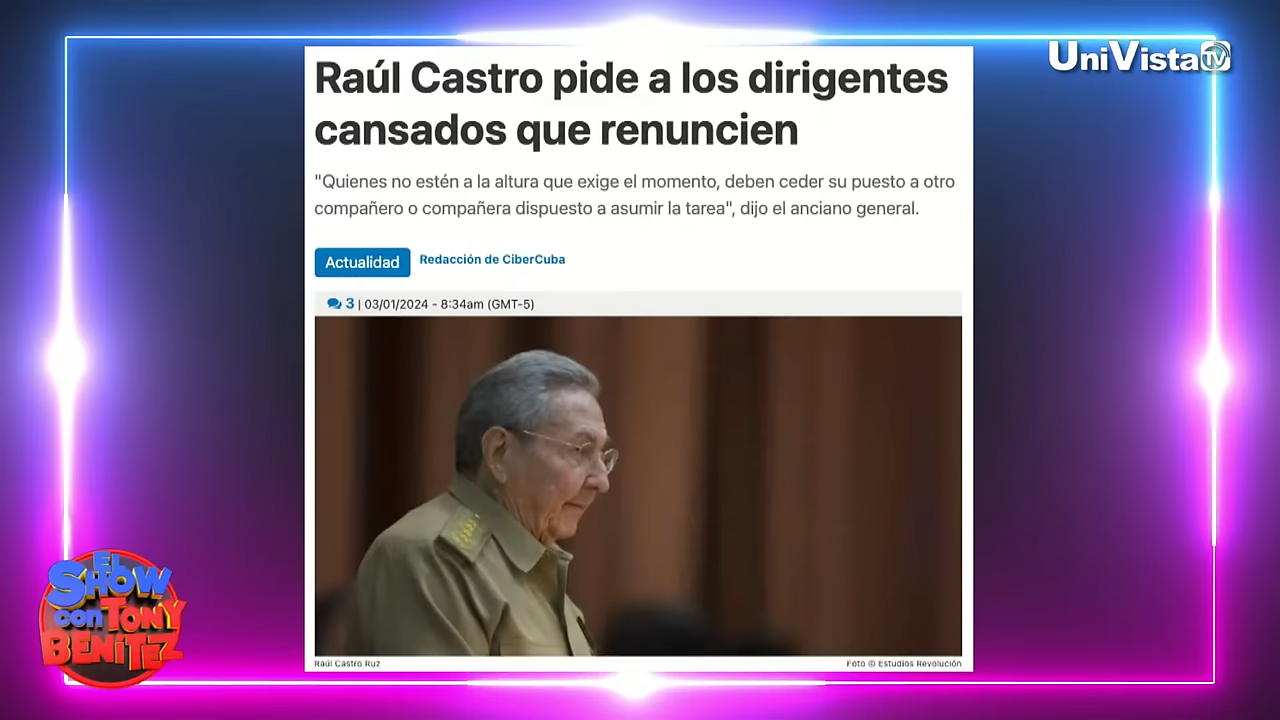 UniVista TV
Raúl Castro pide a los dirigentes
cansados que renuncien
"Quienes no estén a la altura que exige el momento, deben ceder su puesto a otro
compañero o compañera dispuesto a asumir la tarea", dijo el anciano general.
Actualidad
Redacción de CiberCuba
3 | 03/01/2024 - 8:34am (GMT-5)
Raúl Castro Ruz
Foto © Estudios Revolución
EL
SHOW
con TONY
BENÍTEZ